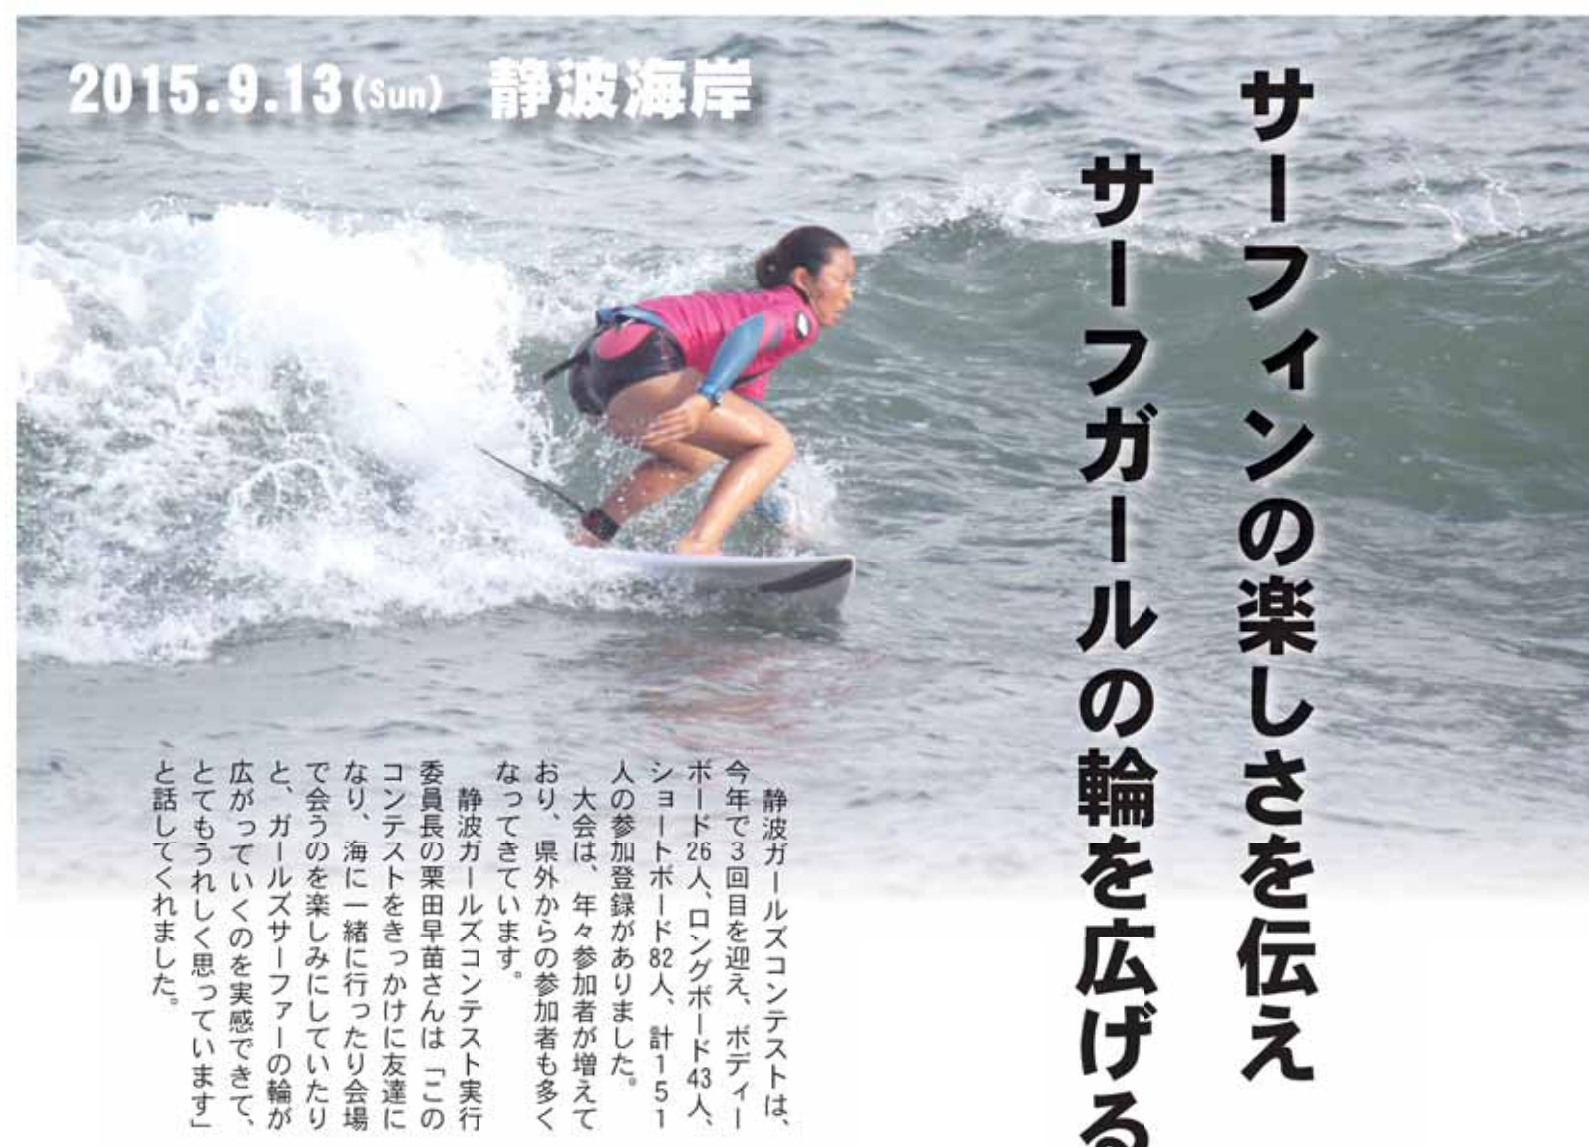 2015.9.13(Sun) 静波海岸
サーフィンの楽しさを伝え
サーフガールの輪を広げる
静波ガールズコンテストは、
今年で3回目を迎え、ボディー
ボード26人、ロングボード43人、
ショートボード82人、計151
人の参加登録がありました。
大会は、年々参加者が増えて
おり、県外からの参加者も多く
なってきています。
静波ガールズコンテスト実行
委員長の栗田早苗さんは「この
コンテストをきっかけに友達に
なり、海に一緒に行ったり会場
で会うのを楽しみにしていたり
と、ガールズサーファーの輪が
広がっていくのを実感できて、
とてもうれしく思っています」
と話してくれました。